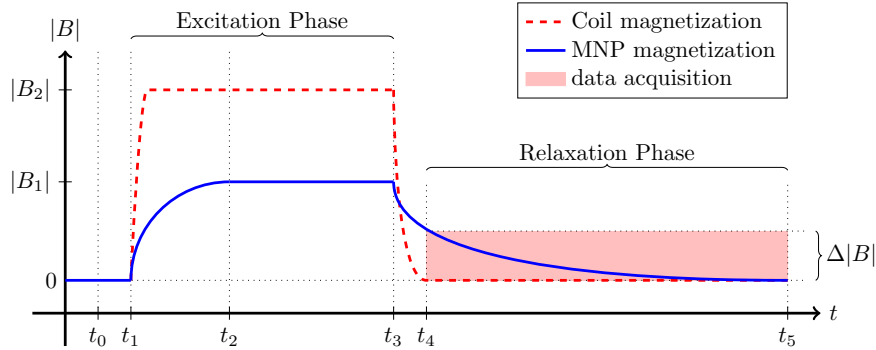 Excitation Phase
|B|
Coil magnetization
MNP magnetization
data acquisition
|B₂|
Relaxation Phase
|B₁|
Δ|B|
0
t₀ t₁ t₂ t₃ t₄ t₅ t